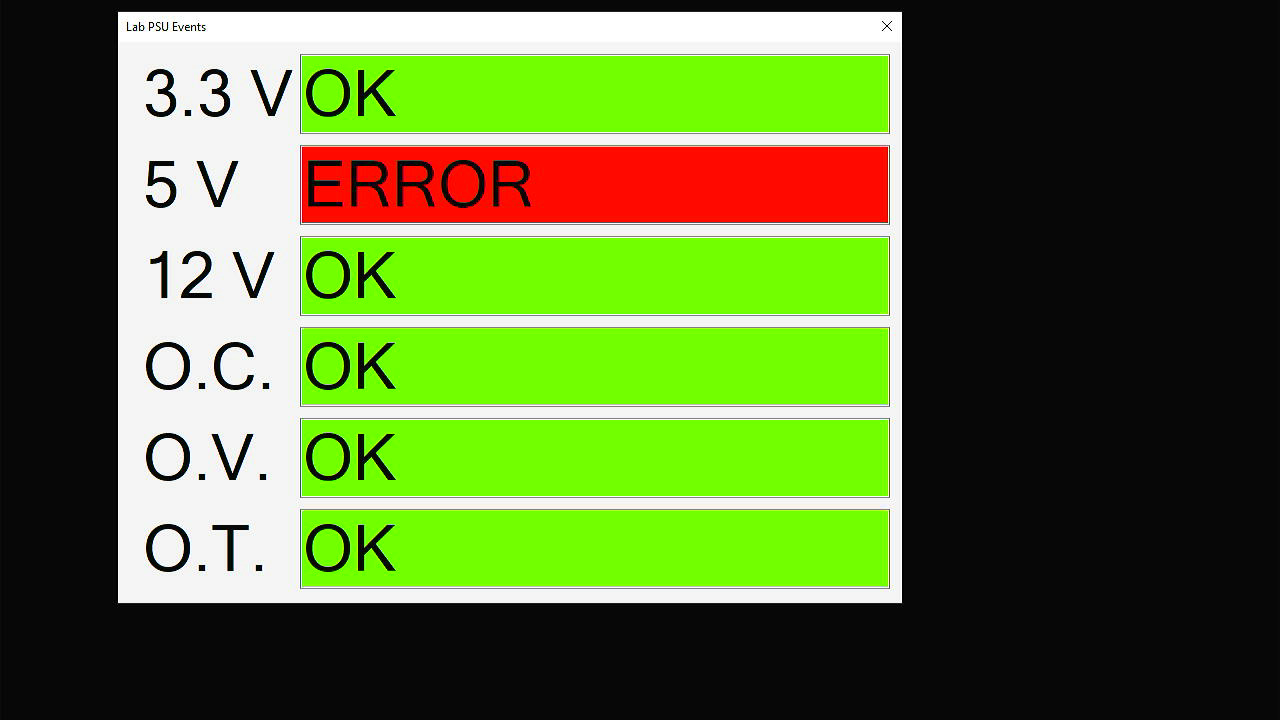 Lab PSU Events
3.3 V OK
5 V ERROR
12 V OK
O.C. OK
O.V. OK
O.T. OK